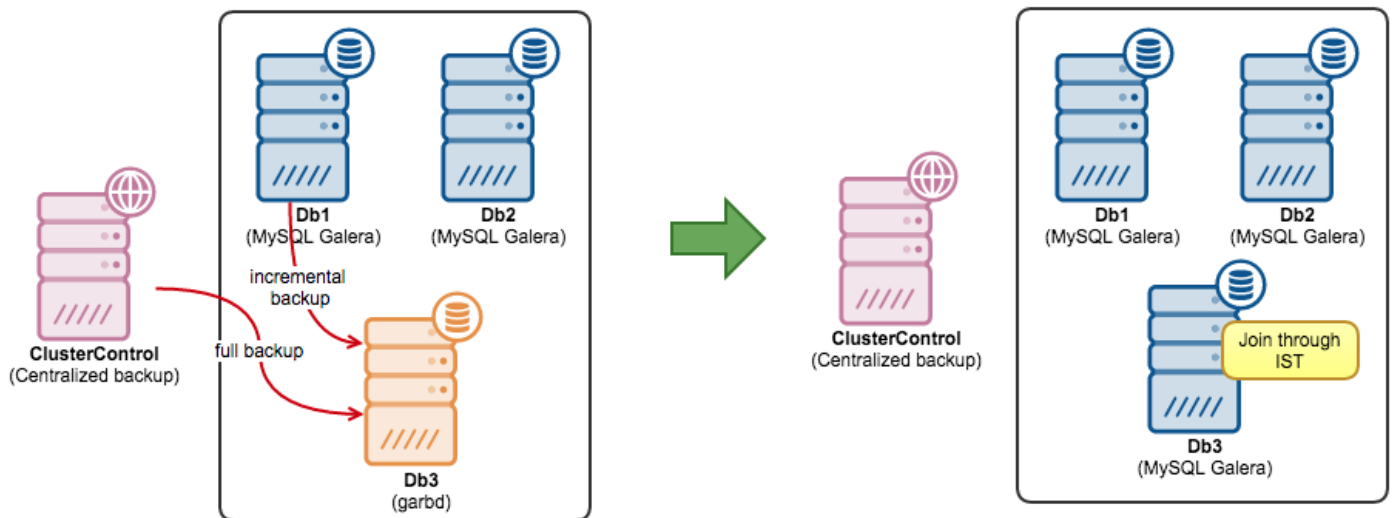 Db1
(MySQL Galera)
Db2
(MySQL Galera)
incremental
backup
full backup
ClusterControl
(Centralized backup)
Db3
(garbd)
Db1
(MySQL Galera)
Db2
(MySQL Galera)
ClusterControl
(Centralized backup)
Join through
IST
Db3
(MySQL Galera)